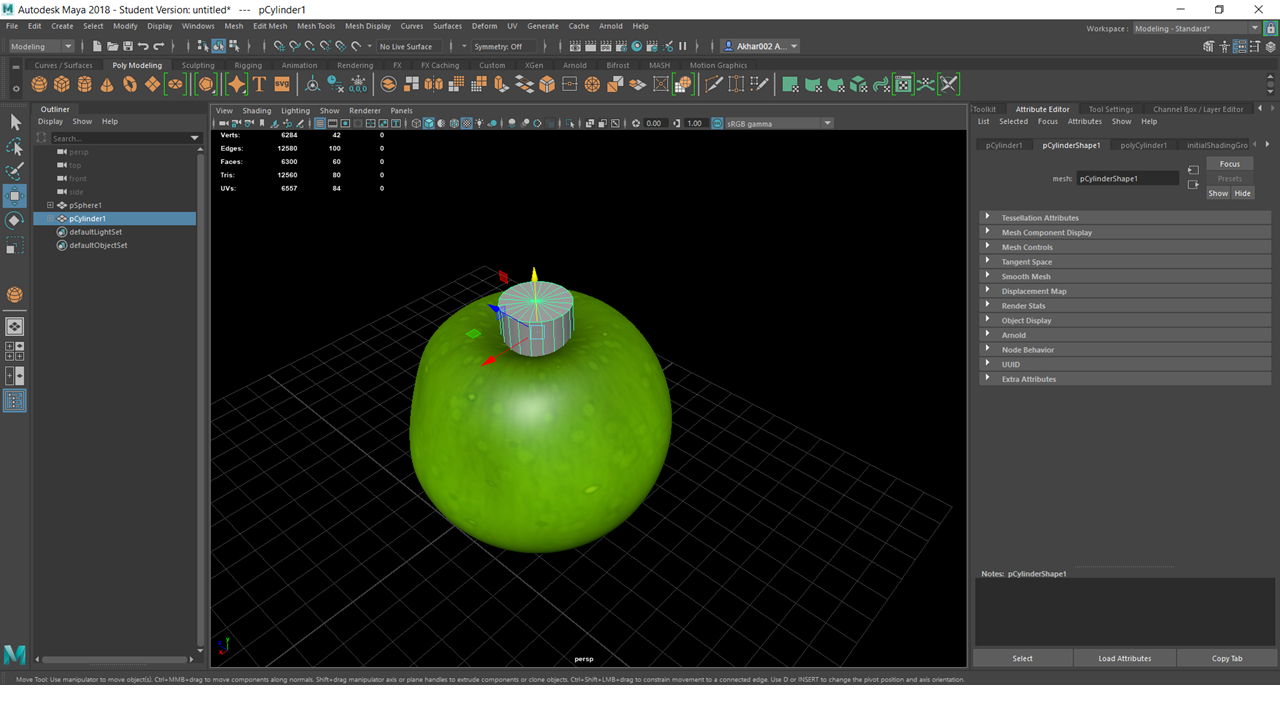 Autodesk Maya 2018 - Student Version: untitled*   ---   pCylinder1
File Edit Create Select Modify Display Windows Mesh Edit Mesh Mesh Tools Mesh Display Curves Surfaces Deform UV Generate Cache Arnold Help
Workspace : Modeling - Standard*
Modeling No Live Surface Symmetry: Off Akhar002 A...
Curves / Surfaces Poly Modeling Sculpting Rigging Animation Rendering FX FX Caching Custom XGen Arnold Bifrost MASH Motion Graphics
T SVG 0,0,0
Outliner
Display Show Help
Search...
persp
top
front
side
pSphere1
pCylinder1
defaultLightSet
defaultObjectSet
View Shading Lighting Show Renderer Panels
0.00 1.00 sRGB gamma
Verts: 6284 42 0
Edges: 12580 100 0
Faces: 6300 60 0
Tris: 12560 80 0
UVs: 6557 84 0
persp
Toolkit Attribute Editor Tool Settings Channel Box / Layer Editor
List Selected Focus Attributes Show Help
pCylinder1 pCylinderShape1 polyCylinder1 initialShadingGro
Focus
mesh: pCylinderShape1 Presets
Show Hide
Tessellation Attributes
Mesh Component Display
Mesh Controls
Tangent Space
Smooth Mesh
Displacement Map
Render Stats
Object Display
Arnold
Node Behavior
UUID
Extra Attributes
Notes: pCylinderShape1
Select Load Attributes Copy Tab
Move Tool: Use manipulator to move object(s). Ctrl+MMB+drag to move components along normals. Shift+drag manipulator axis or plane handles to extrude components or clone objects. Ctrl+Shift+LMB+drag to constrain movement to a connected edge. Use D or INSERT to change the pivot position and axis orientation.